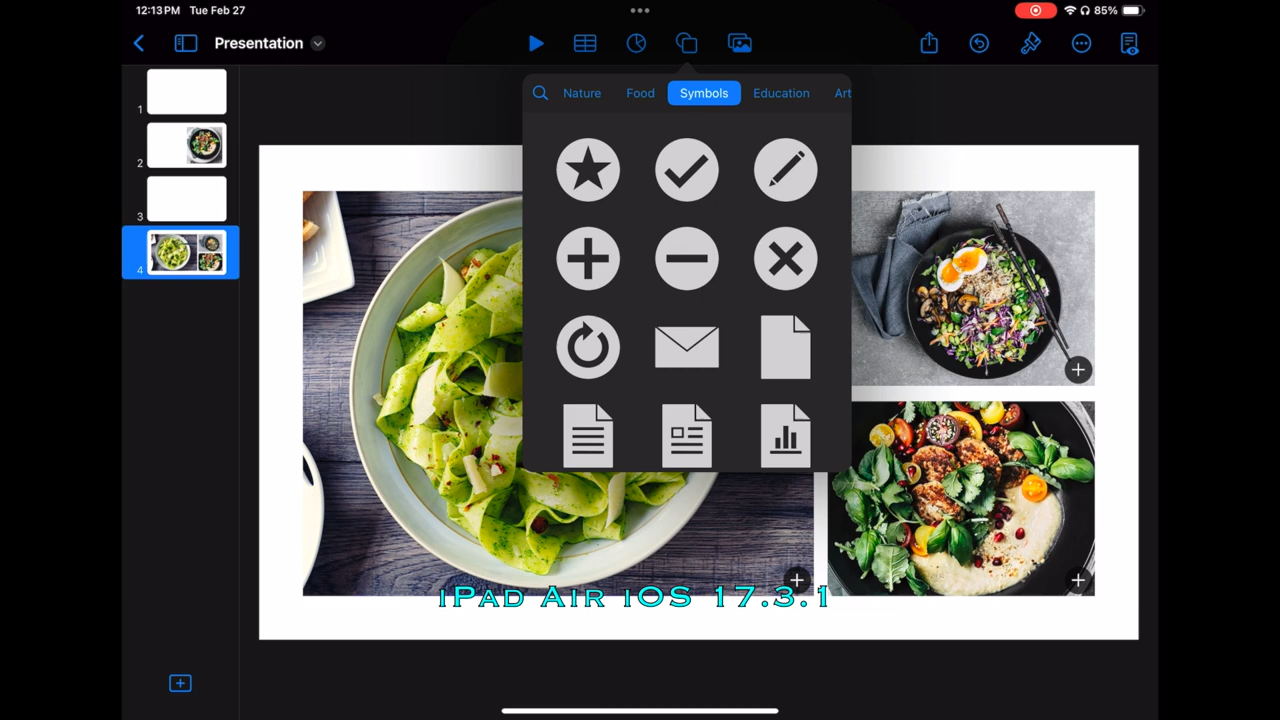 12:13 PM Tue Feb 27
85%
Presentation
Nature Food Symbols Education Art
1
2
3
4
iPad Air iOS 17.3.1